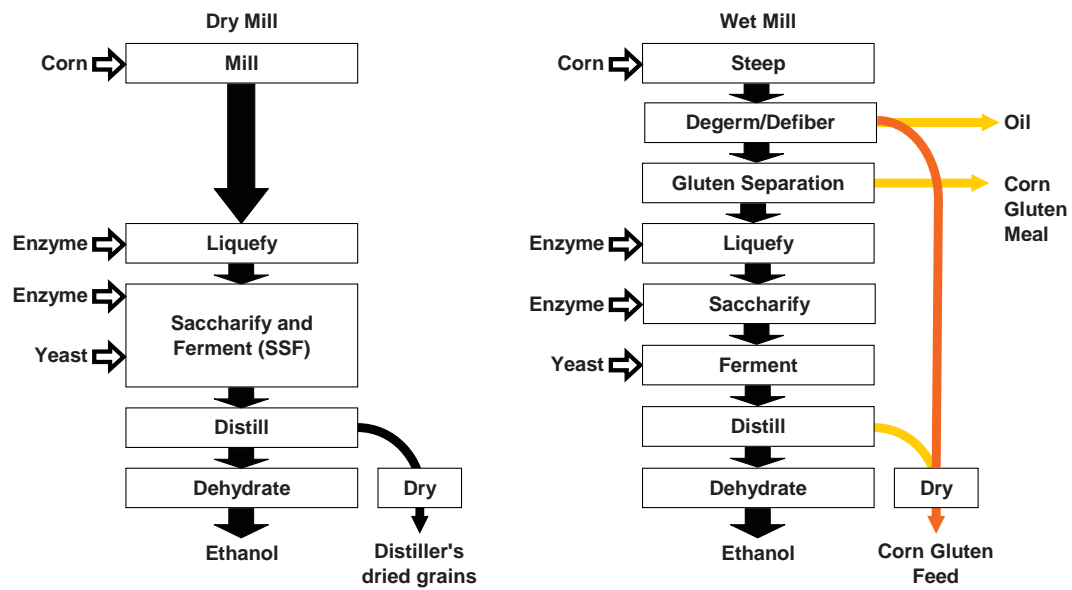 Dry Mill
Corn
Mill
Enzyme
Liquefy
Enzyme
Saccharify and
Ferment (SSF)
Yeast
Distill
Dehydrate
Dry
Ethanol
Distiller's
dried grains
Wet Mill
Corn
Steep
Degerm/Defiber
Oil
Gluten Separation
Corn
Gluten
Meal
Enzyme
Liquefy
Enzyme
Saccharify
Yeast
Ferment
Distill
Dehydrate
Dry
Ethanol
Corn Gluten
Feed